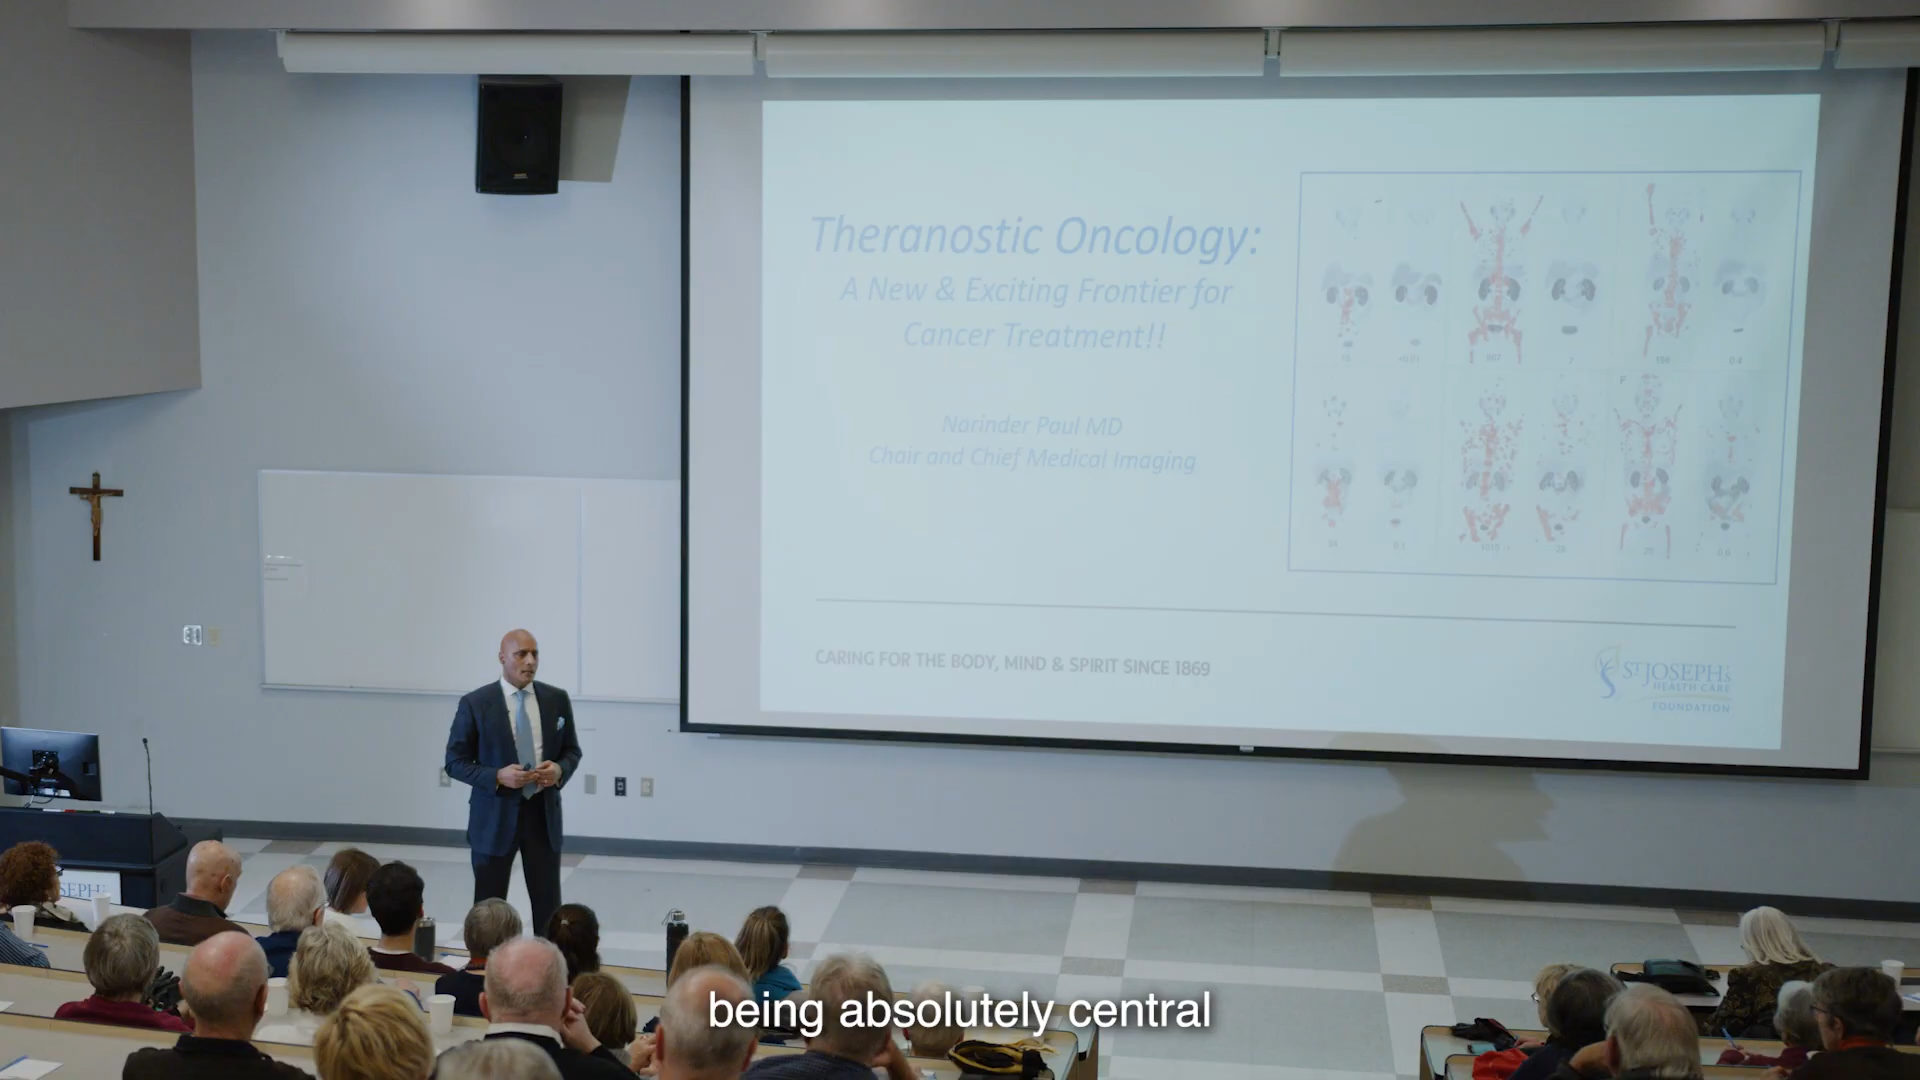 Theranostic Oncology:
A New & Exciting Frontier for
Cancer Treatment!!
Narinder Paul MD
Chair and Chief Medical Imaging
CARING FOR THE BODY, MIND & SPIRIT SINCE 1869
ST JOSEPH'S
HEALTH CARE
FOUNDATION
being absolutely central